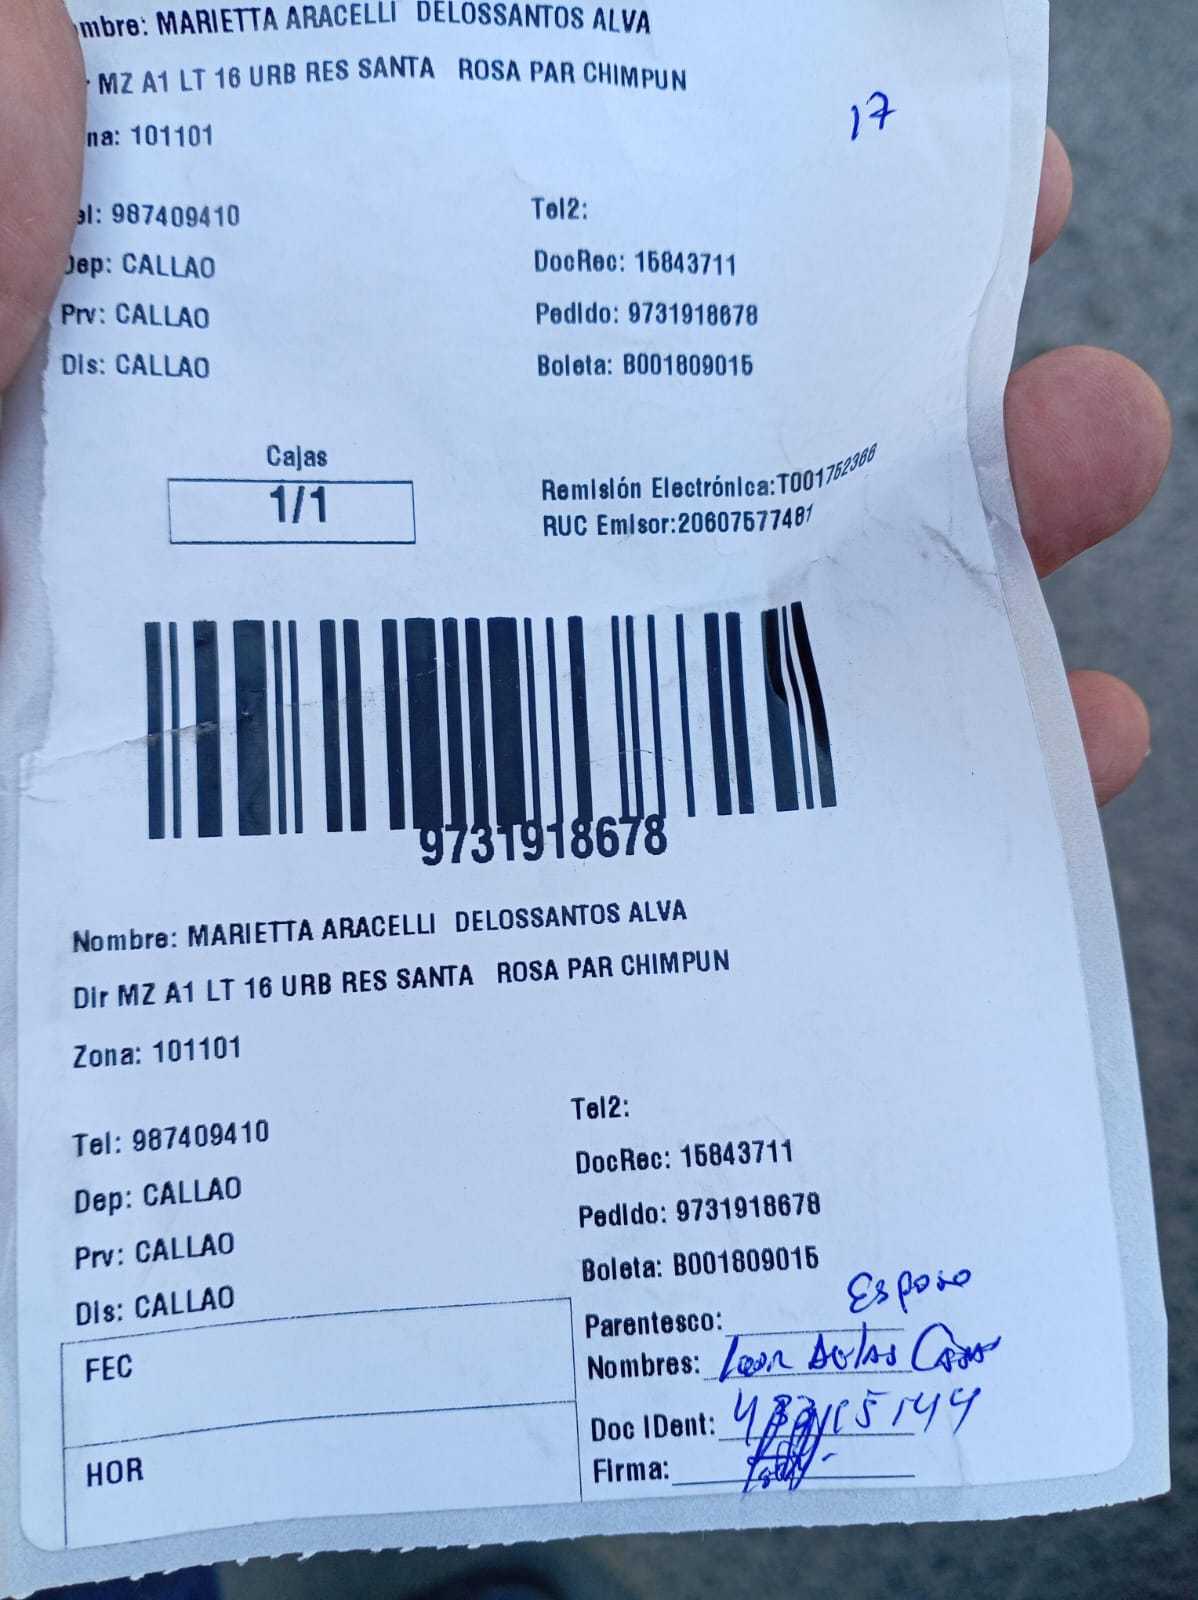 mbre: MARIETTA ARACELLI DELOSSANTOS ALVA
MZ A1 LT 16 URB RES SANTA ROSA PAR CHIMPUN
17
na: 101101
el: 987409410
Tel2:
Dep: CALLAO
DocRec: 15843711
Prv: CALLAO
Pedido: 9731918678
Dis: CALLAO
Boleta: B001809015
Cajas
1/1
Remisión Electrónica:T001752366
RUC Emisor:20607577481
9731918678
Nombre: MARIETTA ARACELLI DELOSSANTOS ALVA
Dir MZ A1 LT 16 URB RES SANTA ROSA PAR CHIMPUN
Zona: 101101
Tel: 987409410
Tel2:
Dep: CALLAO
DocRec: 15843711
Prv: CALLAO
Pedido: 9731918678
Dis: CALLAO
Boleta: B001809015
FEC
Parentesco: Esposo
Nombres:
Doc IDent:
HOR
Firma: